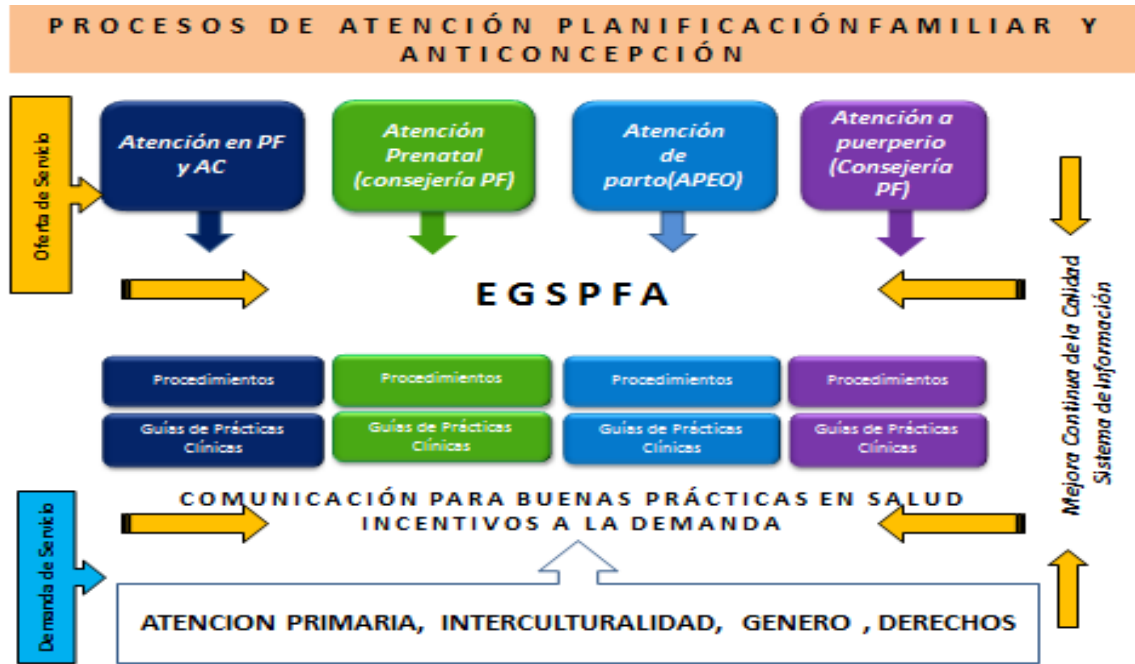 PROCESOS DE ATENCIÓN PLANIFICACIÓNFAMILIAR Y
ANTICONCEPCIÓN
Oferta de Servicio
Atención en PF
y AC
Atención
Prenatal
(consejería PF)
Atención
de
parto(APEO)
Atención a
puerperio
(Consejería
PF)
EGSPFA
Mejora Continua de la Calidad
Sistema de Información
Procedimientos
Procedimientos
Procedimientos
Procedimientos
Guías de Prácticas
Clínicas
Guías de Prácticas
Clínicas
Guías de Prácticas
Clínicas
Guías de Prácticas
Clínicas
COMUNICACIÓN PARA BUENAS PRÁCTICAS EN SALUD
INCENTIVOS A LA DEMANDA
Demanda de Servicio
ATENCION PRIMARIA, INTERCULTURALIDAD, GENERO , DERECHOS